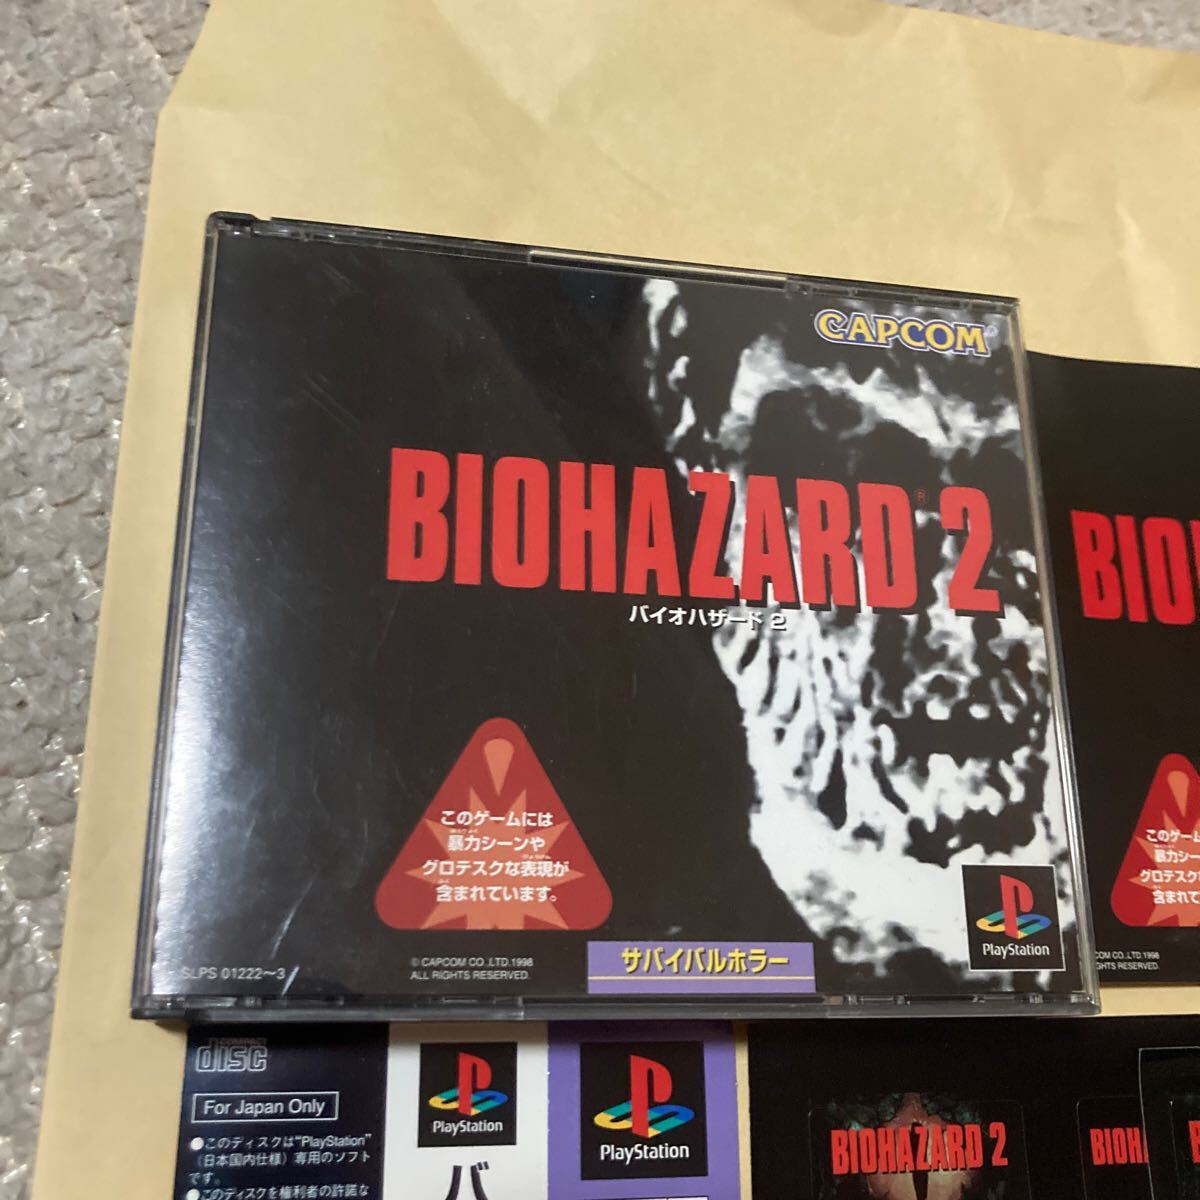 CAPCOM®
BIOHAZARD® 2
バイオハザード 2
このゲームには
暴力シーンや
グロテスクな表現が
含まれています。
SLPS 01222〜3
© CAPCOM CO.,LTD.1998
ALL RIGHTS RESERVED.
サバイバルホラー
PlayStation
BIO
このゲーム
暴力シ
グロテスク
含まれて
COM CO.,LTD.1998
GHTS RESERVED.
COMPACT
disc
For Japan Only
●このディスクは"PlayStation"
(日本国内仕様)専用のソフト
です。
●このディスクを権利者の許諾な
PlayStation
バ
PlayStation
BIOHAZARD 2
BIOHA